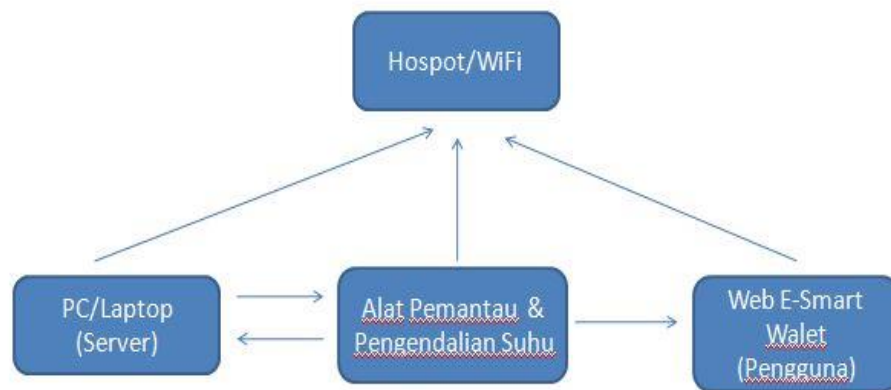 Hospot/WiFi
PC/Laptop
(Server)
Alat Pemantau &
Pengendalian Suhu
Web E-Smart
Walet
(Pengguna)